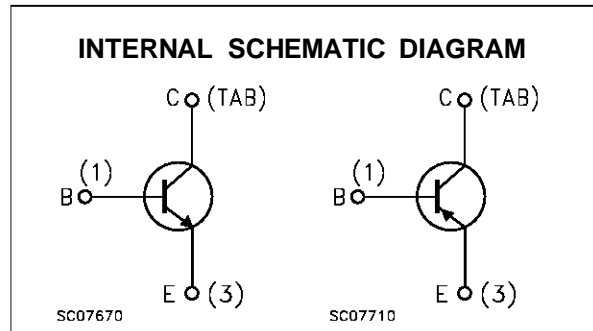 INTERNAL SCHEMATIC DIAGRAM
C (TAB) C (TAB)
(1) (1)
B B
E (3) E (3)
SC07670 SC07710